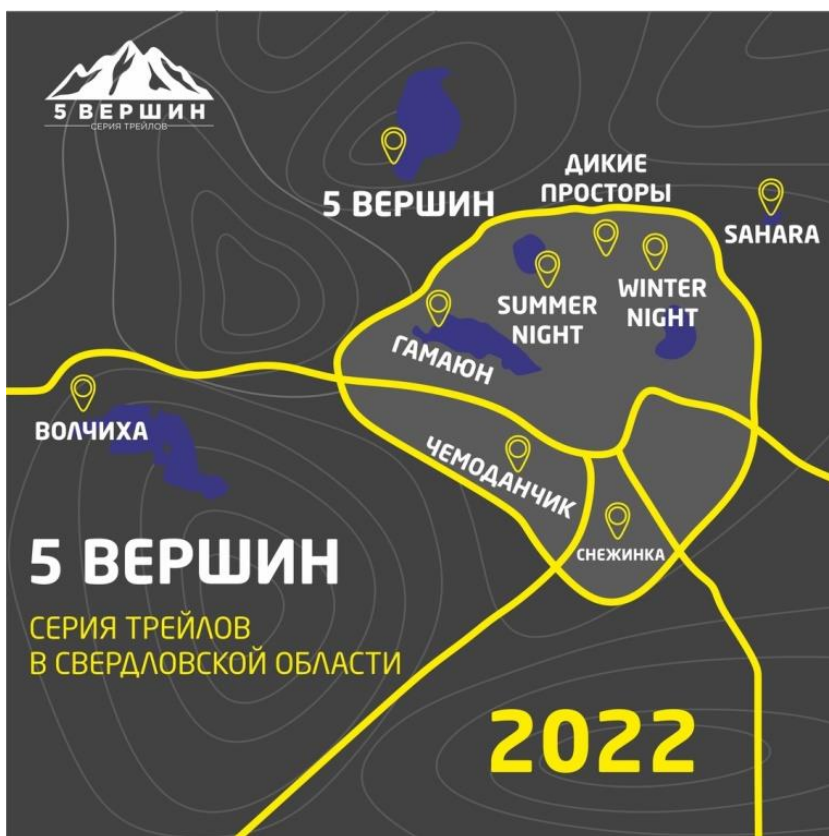 5 ВЕРШИН
СЕРИЯ ТРЕЙЛОВ
5 ВЕРШИН
ДИКИЕ
ПРОСТОРЫ
SAHARA
SUMMER
NIGHT
WINTER
NIGHT
ГАМАЮН
ВОЛЧИХА
ЧЕМОДАНЧИК
СНЕЖИНКА
5 ВЕРШИН
СЕРИЯ ТРЕЙЛОВ
В СВЕРДЛОВСКОЙ ОБЛАСТИ
2022